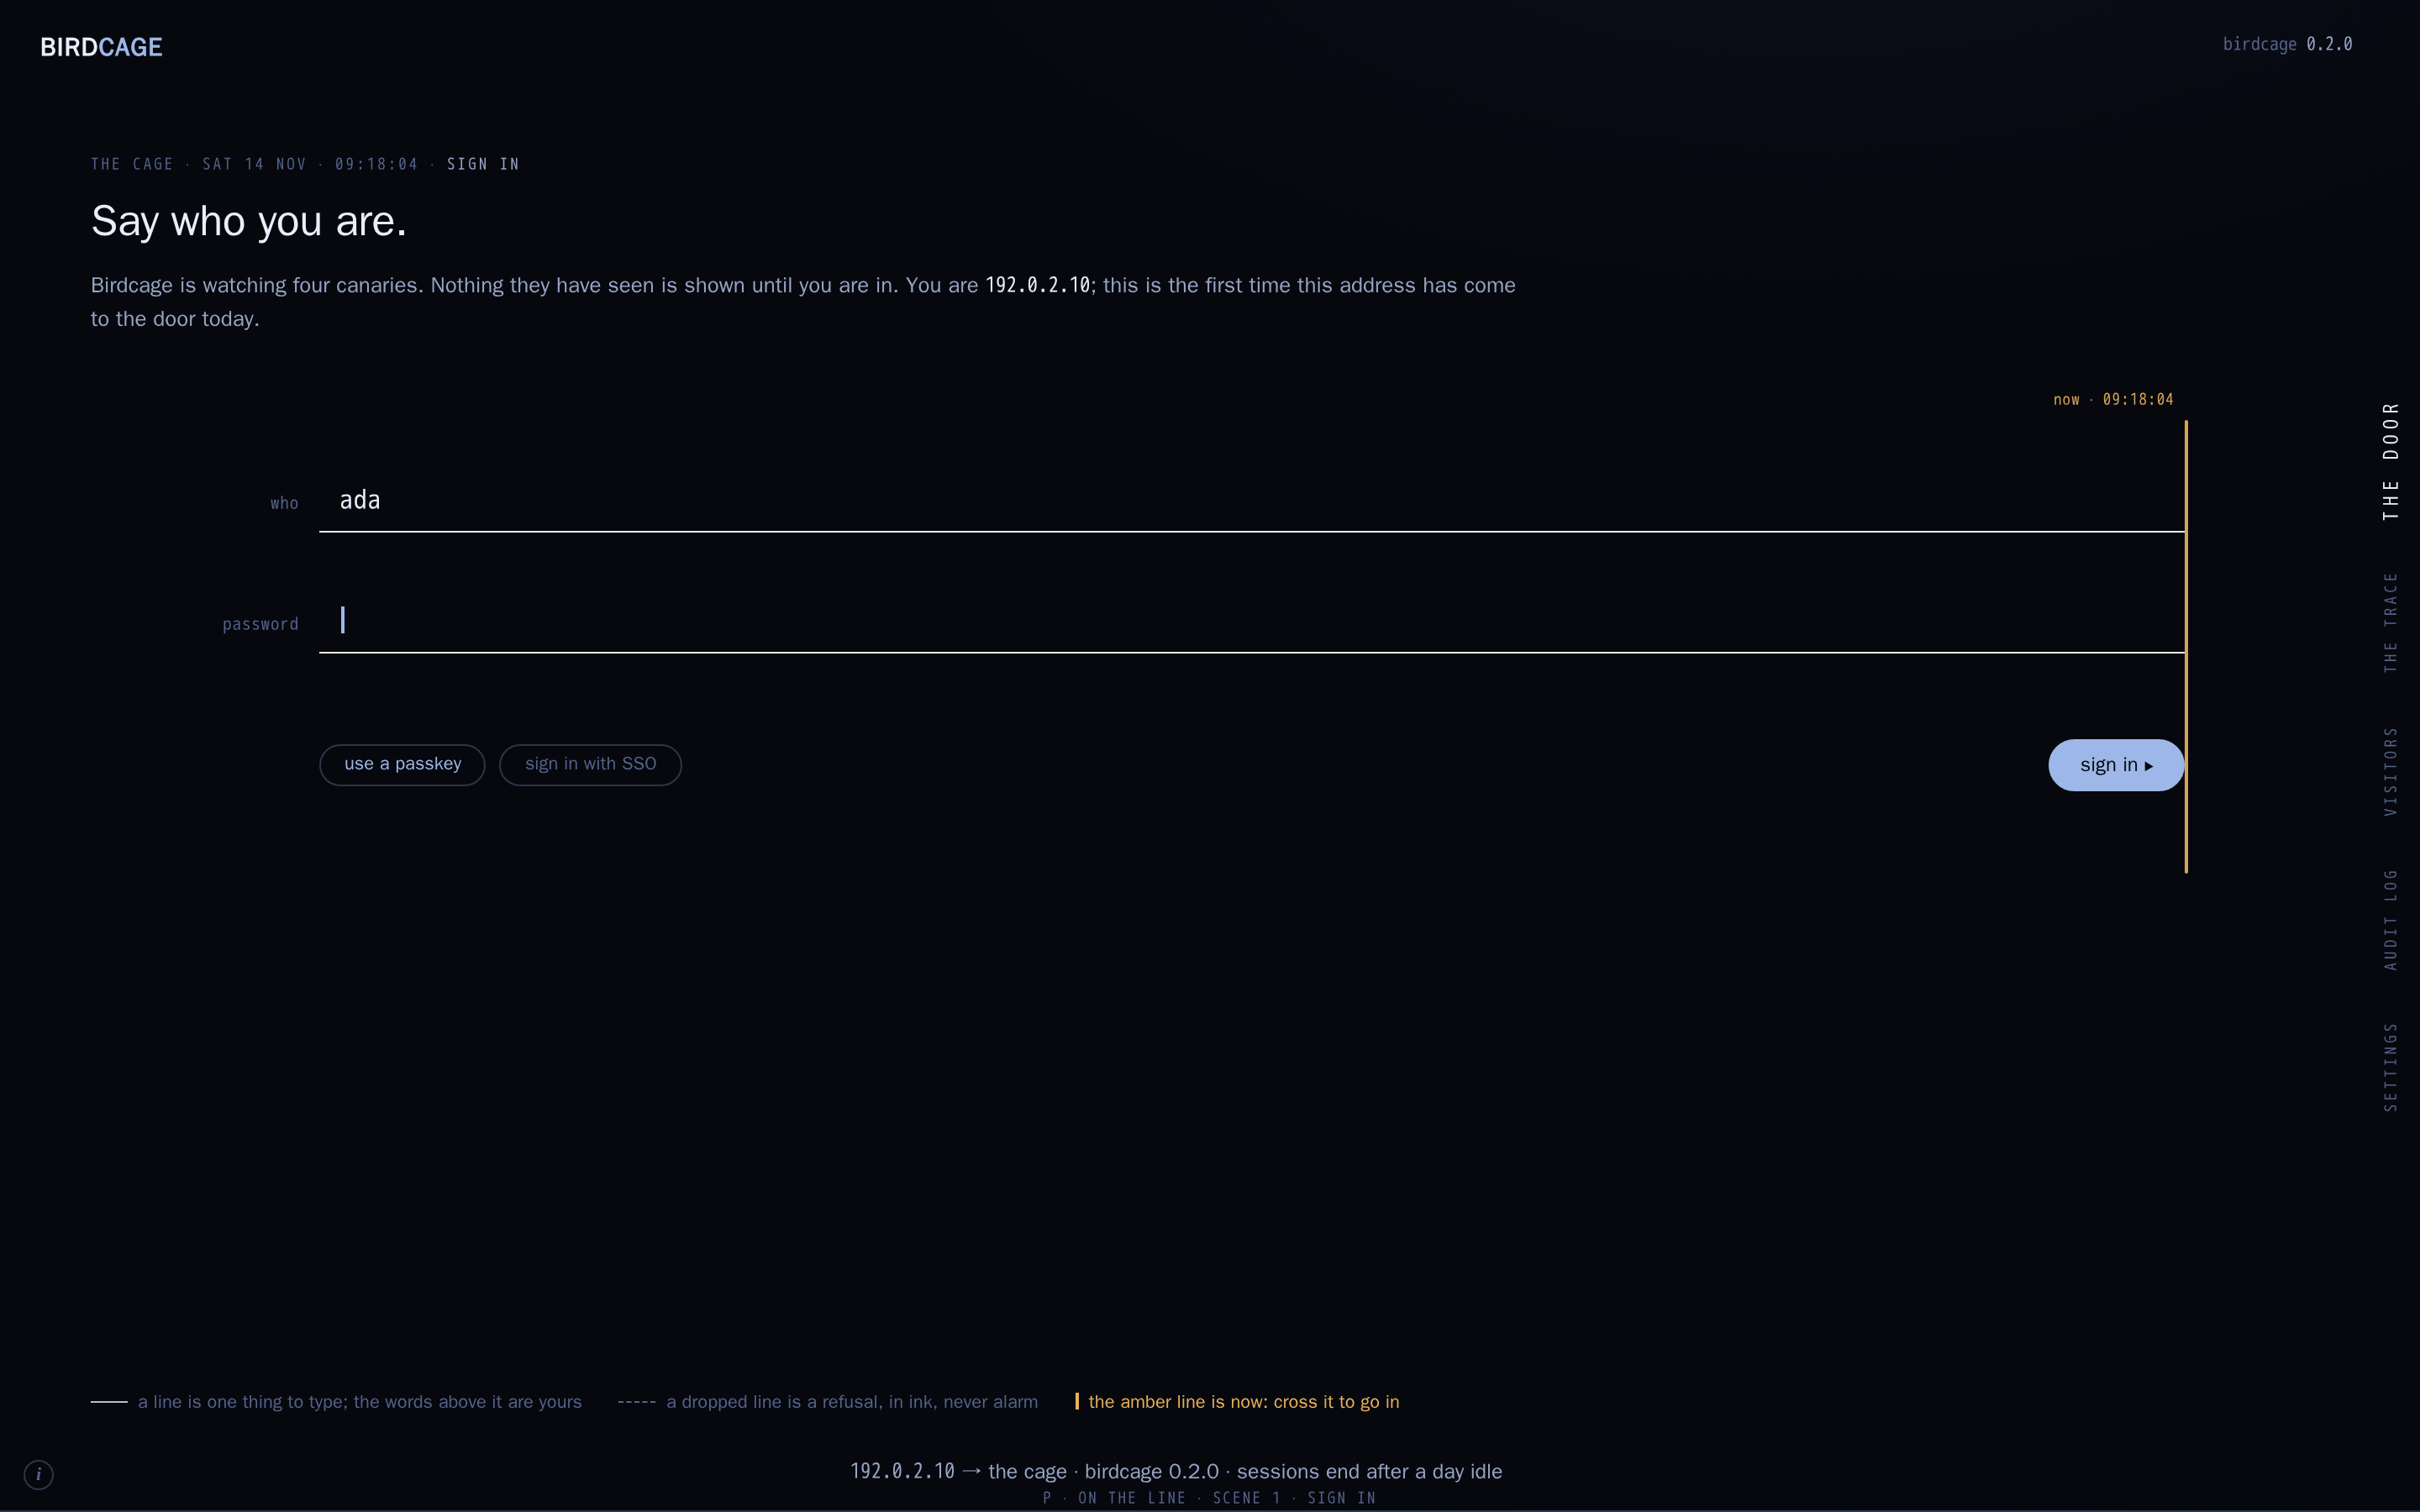 BIRDCAGE
birdcage 0.2.0
THE CAGE · SAT 14 NOV · 09:18:04 · SIGN IN
Say who you are.
Birdcage is watching four canaries. Nothing they have seen is shown until you are in. You are 192.0.2.10; this is the first time this address has come
to the door today.
now · 09:18:04
who
ada
password
use a passkey
sign in with SSO
sign in ▸
THE DOOR
THE TRACE
VISITORS
AUDIT LOG
SETTINGS
a line is one thing to type; the words above it are yours
a dropped line is a refusal, in ink, never alarm
the amber line is now: cross it to go in
i
192.0.2.10 → the cage · birdcage 0.2.0 · sessions end after a day idle
P · ON THE LINE · SCENE 1 · SIGN IN